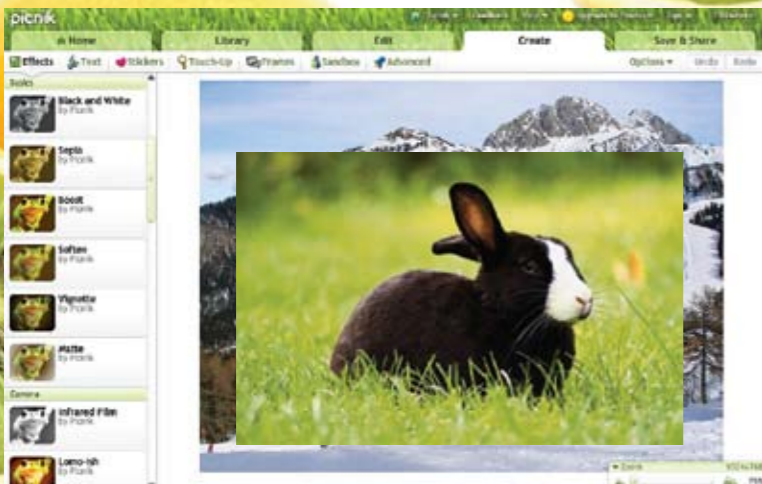 picnik
Home Library Edit Create Save & Share
Effects Text Stickers Touch-Up Frames Sandbox Advanced Options Undo Redo
Black and White
by Picnik
Sepia
by Picnik
Boost
by Picnik
Soften
by Picnik
Vignette
by Picnik
Matte
by Picnik
Camera
Infrared Film
by Picnik
Lomo-ish
by Picnik